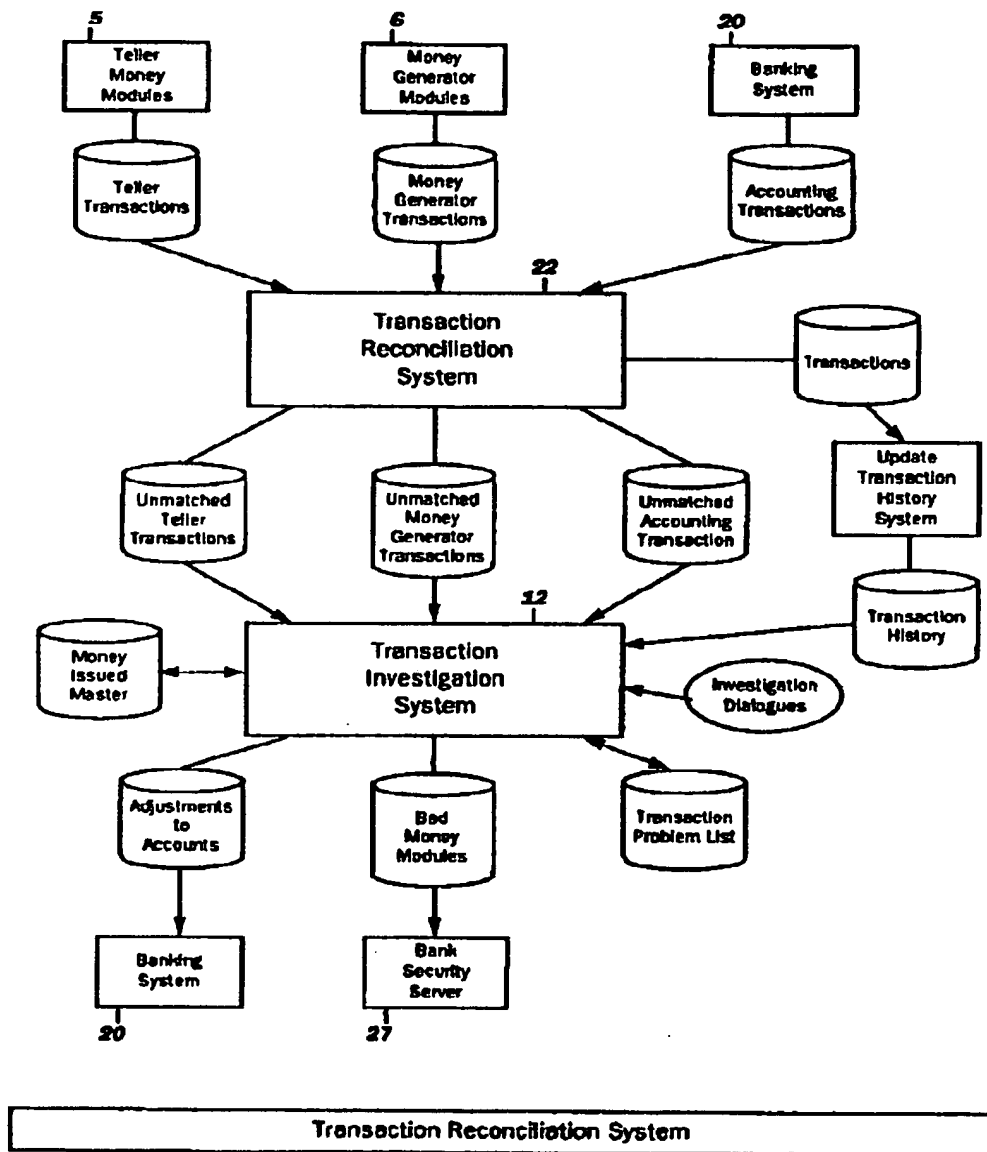 5
6
20
Teller
Money
Modules
Money
Generator
Modules
Banking
System
Teller
Transactions
Money
Generator
Transactions
Accounting
Transactions
22
Transaction
Reconciliation
System
Transactions
Unmatched
Teller
Transactions
Unmatched
Money
Generator
Transactions
Unmatched
Accounting
Transaction
Update
Transaction
History
System
12
Transaction
History
Money
Issued
Master
Transaction
Investigation
System
Investigation
Dialogues
Adjustments
to
Accounts
Bad
Money
Modules
Transaction
Problem List
Banking
System
Bank
Security
Server
20
27
Transaction Reconciliation System